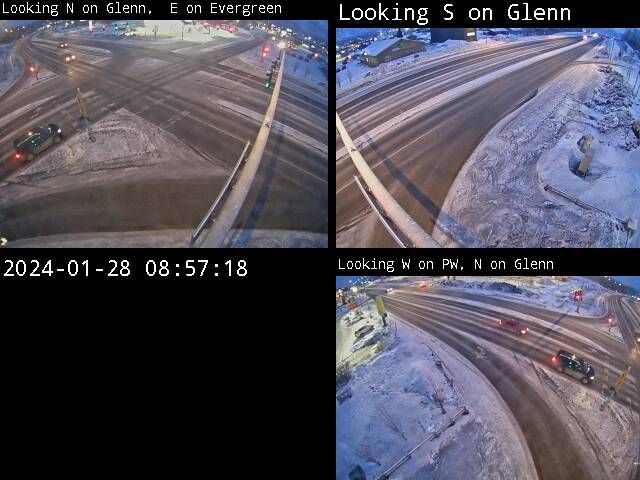 Looking N on Glenn, E on Evergreen
Looking S on Glenn
2024-01-28 08:57:18
Looking W on PW, N on Glenn